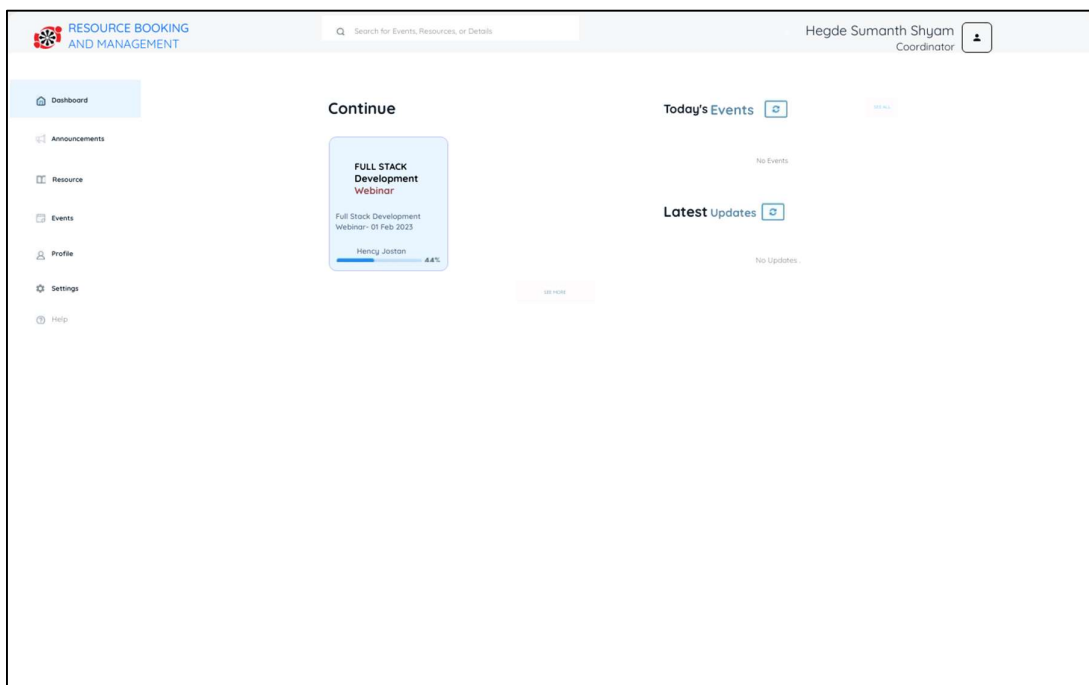 RESOURCE BOOKING
AND MANAGEMENT
Search for Events, Resources, or Details
Hegde Sumanth Shyam
Coordinator
Dashboard
Announcements
Resource
Events
Profile
Settings
Help
Continue
FULL STACK
Development
Webinar
Full Stack Development
Webinar- 01 Feb 2023
Hency Jostan
44%
SEE MORE
Today's Events
SEE ALL
No Events
Latest Updates
No Updates .